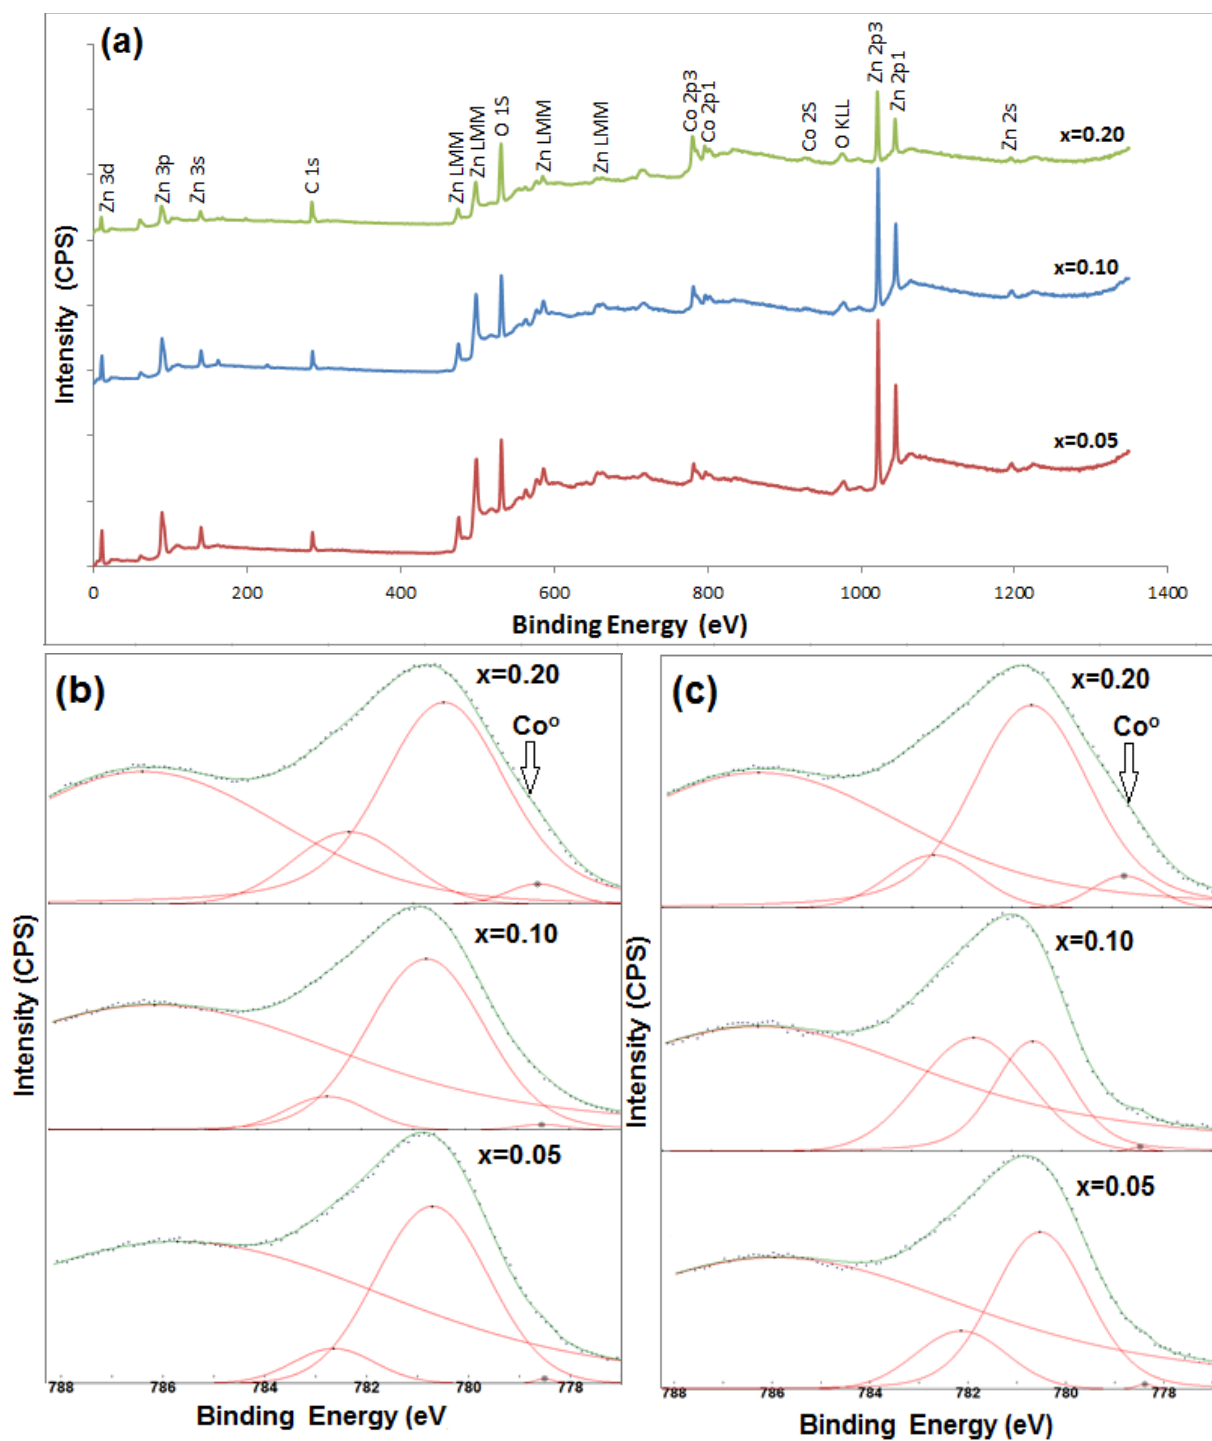 (a)
Intensity (CPS)
Zn 3d
Zn 3p
Zn 3s
C 1s
Zn LMM
Zn LMM
O 1S
Zn LMM
Zn LMM
Co 2p3
Co 2p1
Co 2S
O KLL
Zn 2p3
Zn 2p1
Zn 2s
x=0.20
x=0.10
x=0.05
0 200 400 600 800 1000 1200 1400
Binding Energy (eV)
(b)
x=0.20
Co⁰
x=0.10
x=0.05
Intensity (CPS)
788 786 784 782 780 778
Binding Energy (eV
(c)
x=0.20
Co⁰
x=0.10
x=0.05
Intensity (CPS)
788 786 784 782 780 778
Binding Energy (eV)